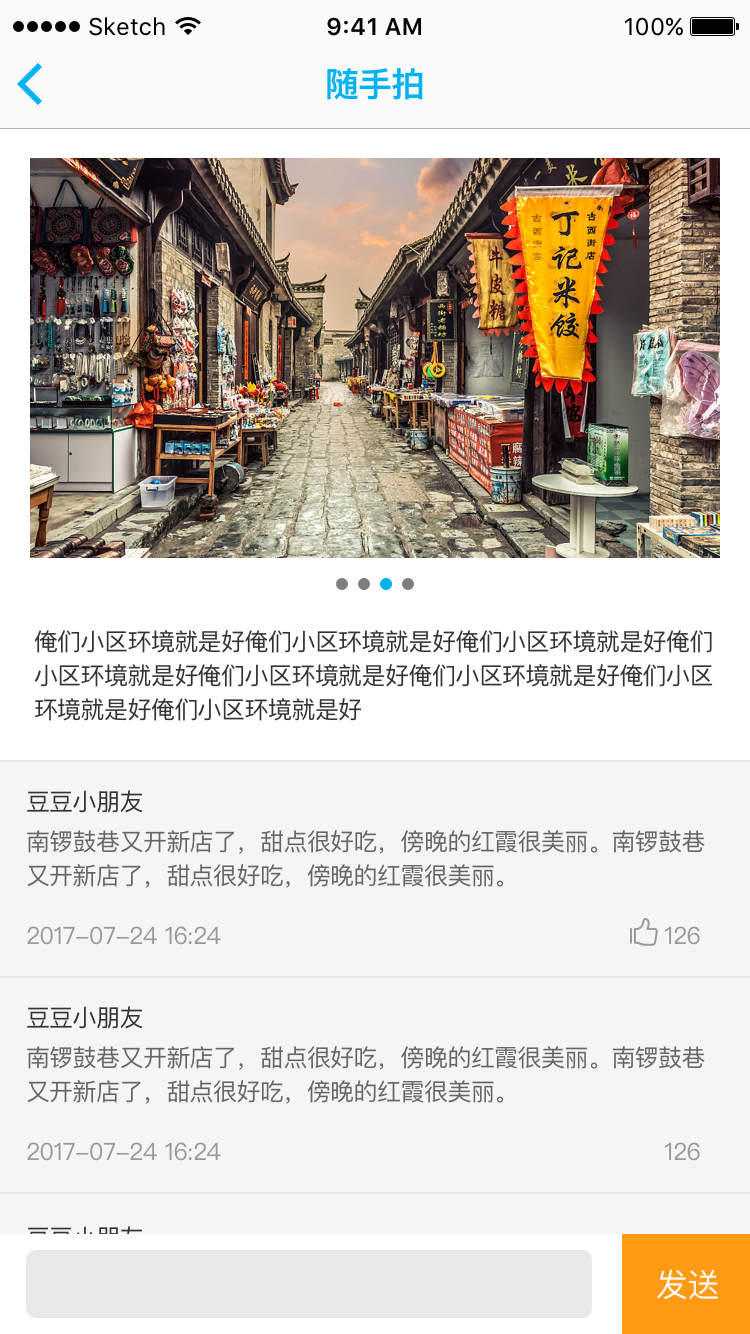 Sketch 9:41 AM 100%
随手拍
古西街店
丁记米饺
牛皮糖
俺们小区环境就是好俺们小区环境就是好俺们小区环境就是好俺们
小区环境就是好俺们小区环境就是好俺们小区环境就是好俺们小区
环境就是好俺们小区环境就是好
豆豆小朋友
南锣鼓巷又开新店了，甜点很好吃，傍晚的红霞很美丽。南锣鼓巷
又开新店了，甜点很好吃，傍晚的红霞很美丽。
2017-07-24 16:24 126
豆豆小朋友
南锣鼓巷又开新店了，甜点很好吃，傍晚的红霞很美丽。南锣鼓巷
又开新店了，甜点很好吃，傍晚的红霞很美丽。
2017-07-24 16:24 126
豆豆小朋友
发送